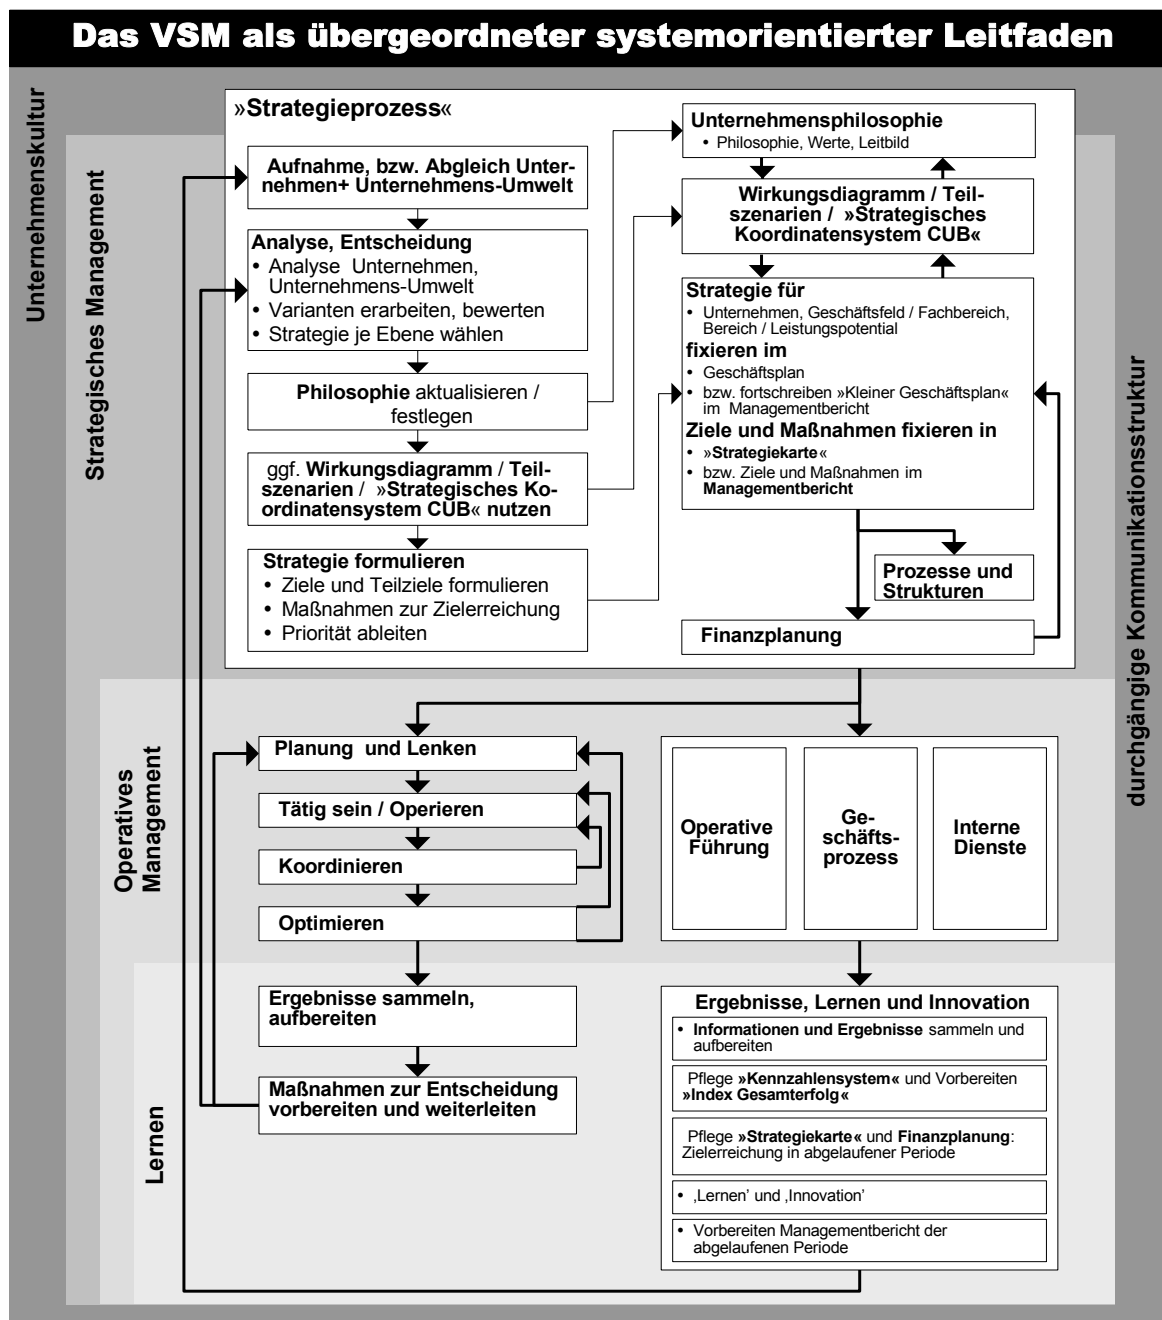 Das VSM als übergeordneter systemorientierter Leitfaden
Unternehmenskultur
Strategisches Management
durchgängige Kommunikationsstruktur
»Strategieprozess«
Aufnahme, bzw. Abgleich Unter-
nehmen+ Unternehmens-Umwelt
Analyse, Entscheidung
• Analyse Unternehmen,
Unternehmens-Umwelt
• Varianten erarbeiten, bewerten
• Strategie je Ebene wählen
Philosophie aktualisieren /
festlegen
ggf. Wirkungsdiagramm / Teil-
szenarien / »Strategisches Ko-
ordinatensystem CUB« nutzen
Strategie formulieren
• Ziele und Teilziele formulieren
• Maßnahmen zur Zielerreichung
• Priorität ableiten
Unternehmensphilosophie
• Philosophie, Werte, Leitbild
Wirkungsdiagramm / Teil-
szenarien / »Strategisches
Koordinatensystem CUB«
Strategie für
• Unternehmen, Geschäftsfeld / Fachbereich,
Bereich / Leistungspotential
fixieren im
• Geschäftsplan
• bzw. fortschreiben »Kleiner Geschäftsplan«
im Managementbericht
Ziele und Maßnahmen fixieren in
• »Strategiekarte«
• bzw. Ziele und Maßnahmen im
Managementbericht
Prozesse und
Strukturen
Finanzplanung
Operatives
Management
Planung und Lenken
Tätig sein / Operieren
Koordinieren
Optimieren
Operative
Führung
Ge-
schäfts-
prozess
Interne
Dienste
Lernen
Ergebnisse sammeln,
aufbereiten
Maßnahmen zur Entscheidung
vorbereiten und weiterleiten
Ergebnisse, Lernen und Innovation
• Informationen und Ergebnisse sammeln und
aufbereiten
Pflege »Kennzahlensystem« und Vorbereiten
»Index Gesamterfolg«
Pflege »Strategiekarte« und Finanzplanung:
Zielerreichung in abgelaufener Periode
• ‚Lernen’ und ‚Innovation’
• Vorbereiten Managementbericht der
abgelaufenen Periode